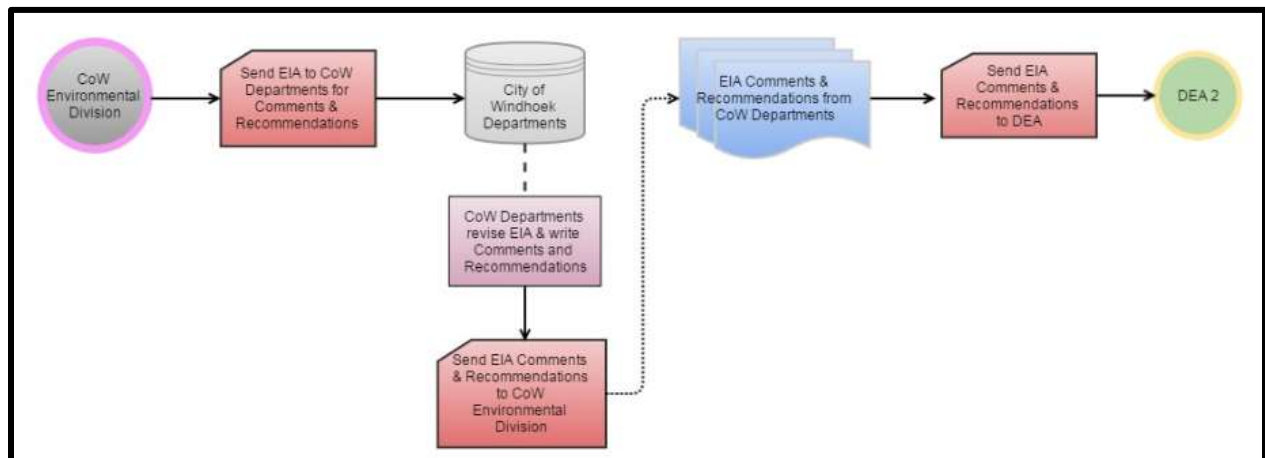 CoW
Environmental
Division
Send EIA to CoW
Departments for
Comments &
Recommendations
City of
Windhoek
Departments
CoW Departments
revise EIA & write
Comments and
Recommendations
Send EIA Comments
& Recommendations
to CoW
Environmental
Division
EIA Comments &
Recommendations from
CoW Departments
Send EIA
Comments &
Recommendations
to DEA
DEA 2